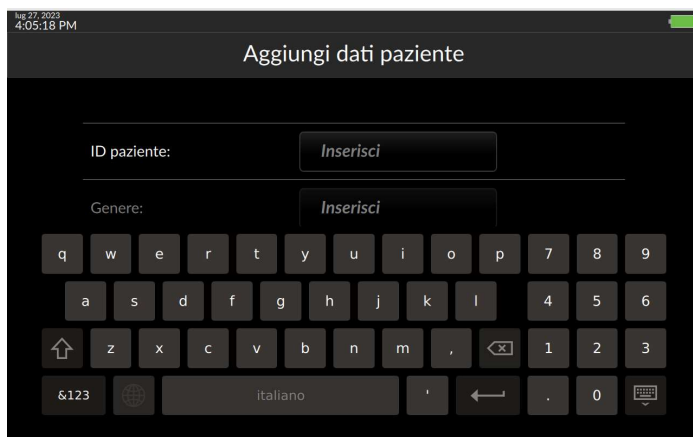 lug 27, 2023
4:05:18 PM
Aggiungi dati paziente
ID paziente: Inserisci
Genere: Inserisci
q w e r t y u i o p 7 8 9
a s d f g h j k l 4 5 6
z x c v b n m , 1 2 3
&123 italiano ' . 0